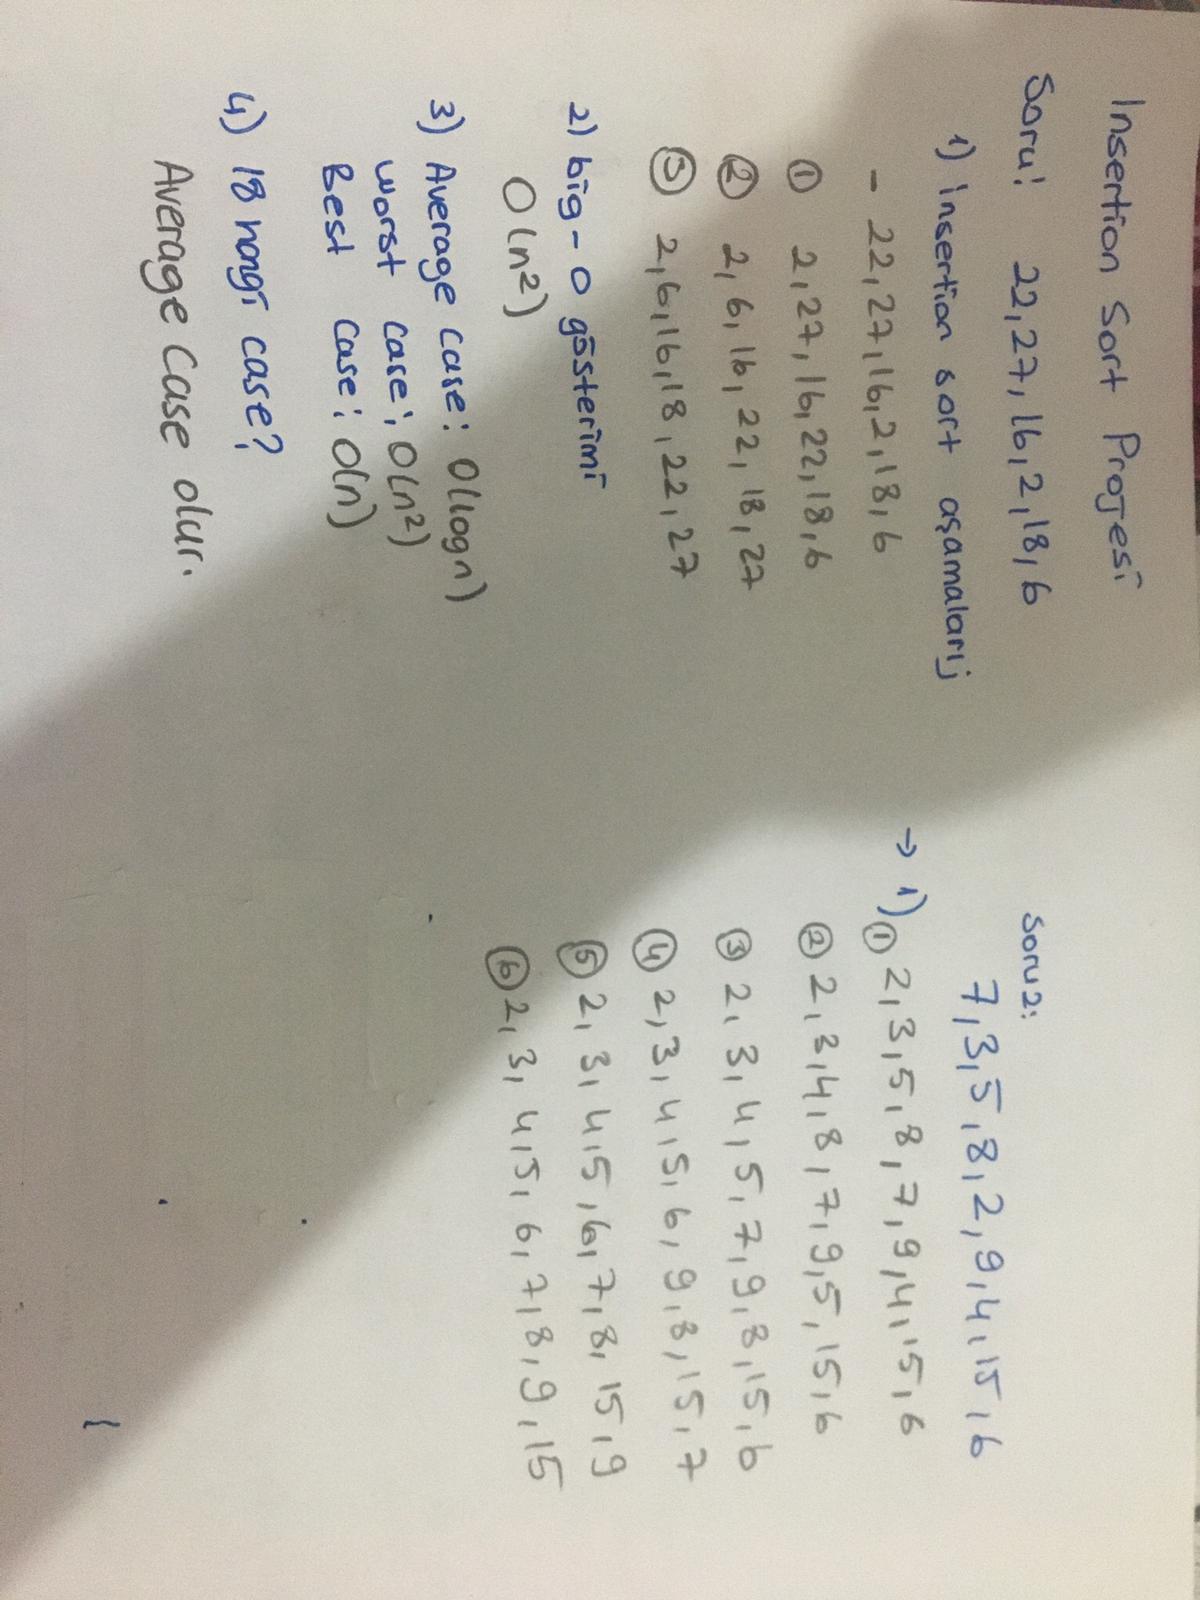 Insertion Sort Projesi
Soru: 22,27,16,2,18,6
1) insertion sort aşamaları;
- 22,27,16,2,18,6
① 2,27,16,22,18,6
② 2,6,16,22,18,27
③ 2,6,16,18,22,27
2) big-O gösterimi
O(n²)
3) Average case: O(logn)
worst case: O(n²)
Best case: O(n)
4) 18 hangi case?
Average Case olur.
Soru2:
7,3,5,8,2,9,4,15,6
→ 1) ① 2,3,5,8,7,9,4,15,6
② 2,3,4,8,7,9,5,15,6
③ 2,3,4,5,7,9,8,15,6
④ 2,3,4,5,6,9,8,15,7
⑤ 2,3,4,5,6,7,8,15,9
⑥ 2,3,4,5,6,7,8,9,15